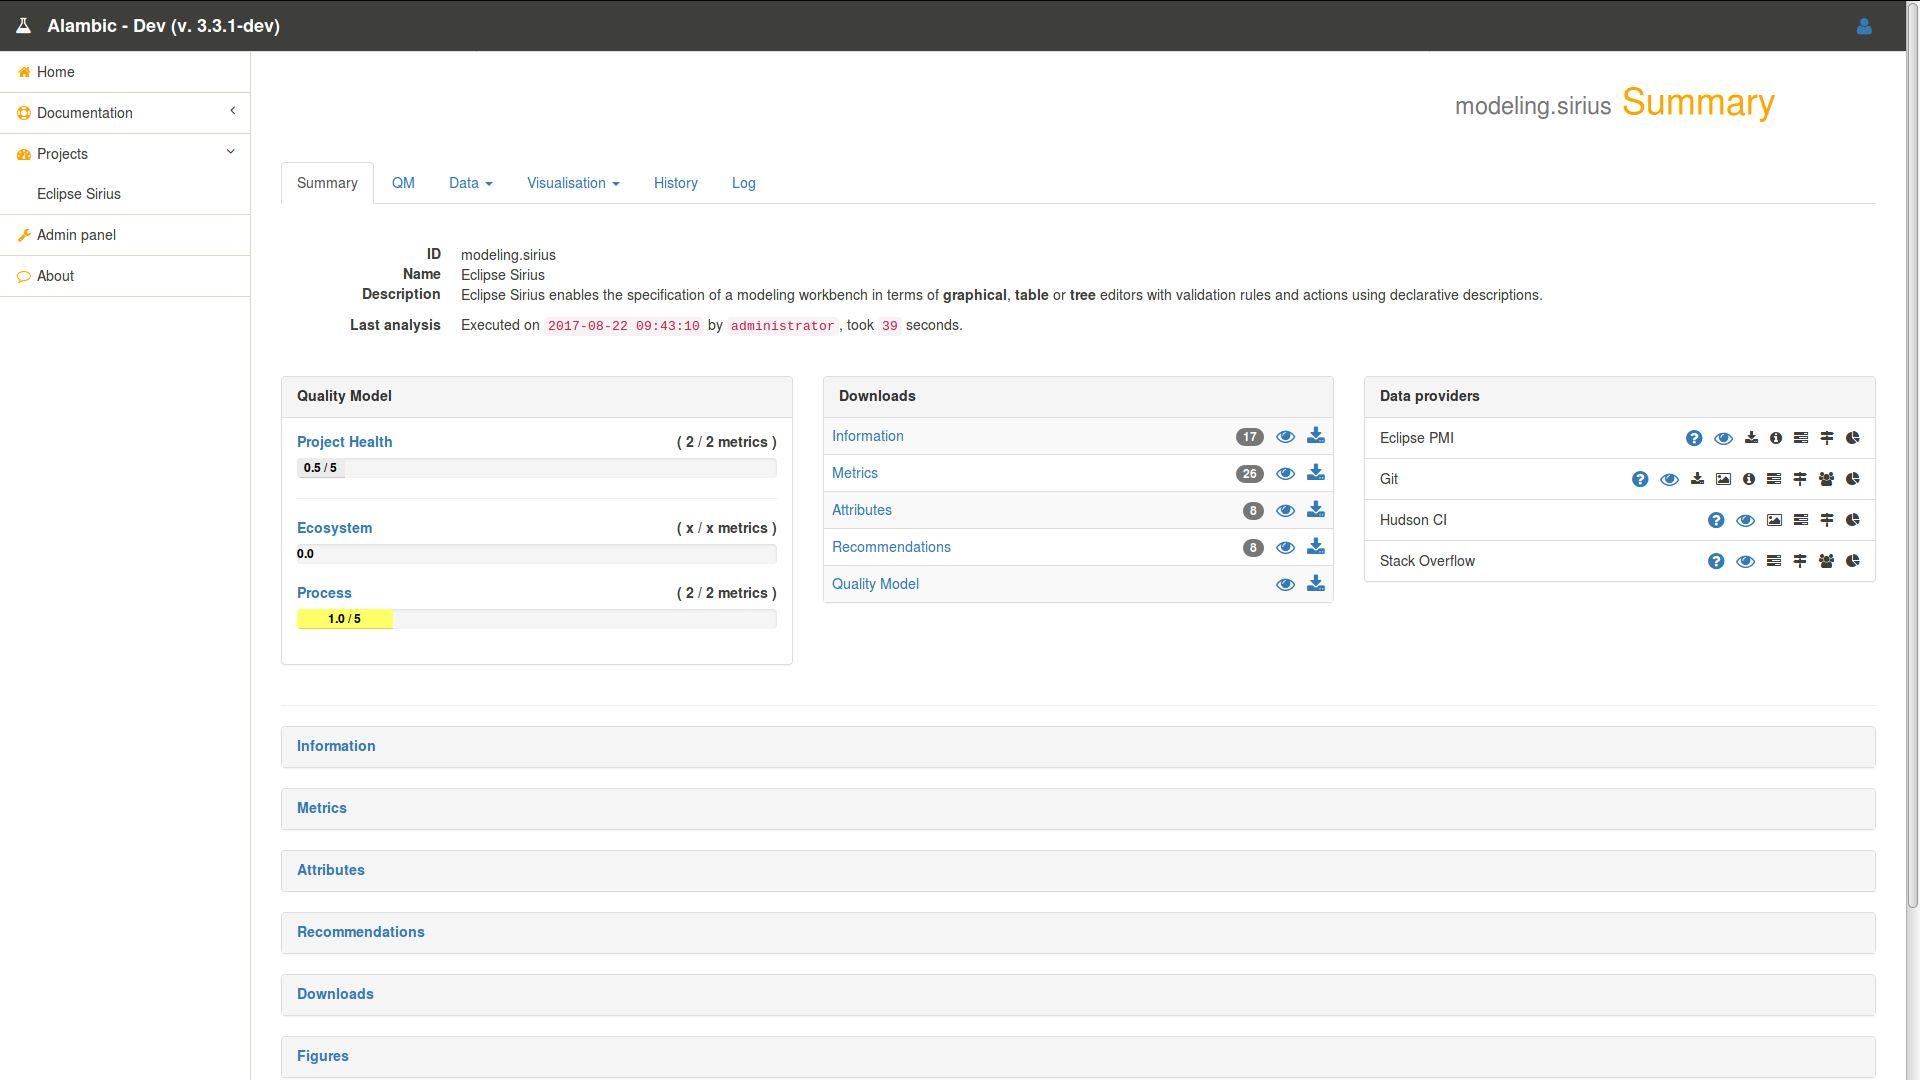 Alambic - Dev (v. 3.3.1-dev)
Home
Documentation
Projects
Eclipse Sirius
Admin panel
About
modeling.sirius Summary
Summary QM Data Visualisation History Log
ID modeling.sirius
Name Eclipse Sirius
Description Eclipse Sirius enables the specification of a modeling workbench in terms of graphical, table or tree editors with validation rules and actions using declarative descriptions.
Last analysis Executed on 2017-08-22 09:43:10 by administrator, took 39 seconds.
Quality Model
Project Health ( 2 / 2 metrics )
0.5 / 5
Ecosystem ( x / x metrics )
0.0
Process ( 2 / 2 metrics )
1.0 / 5
Downloads
Information 17
Metrics 26
Attributes 8
Recommendations 8
Quality Model
Data providers
Eclipse PMI
Git
Hudson CI
Stack Overflow
Information
Metrics
Attributes
Recommendations
Downloads
Figures